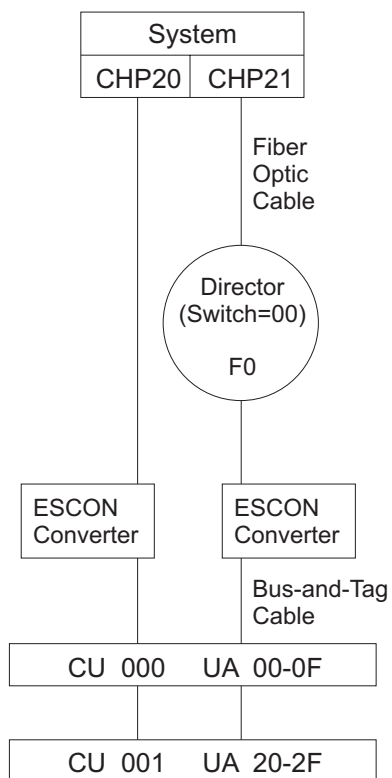 System
CHP20 CHP21
Fiber
Optic
Cable
Director
(Switch=00)
F0
ESCON
Converter
ESCON
Converter
Bus-and-Tag
Cable
CU 000 UA 00-0F
CU 001 UA 20-2F